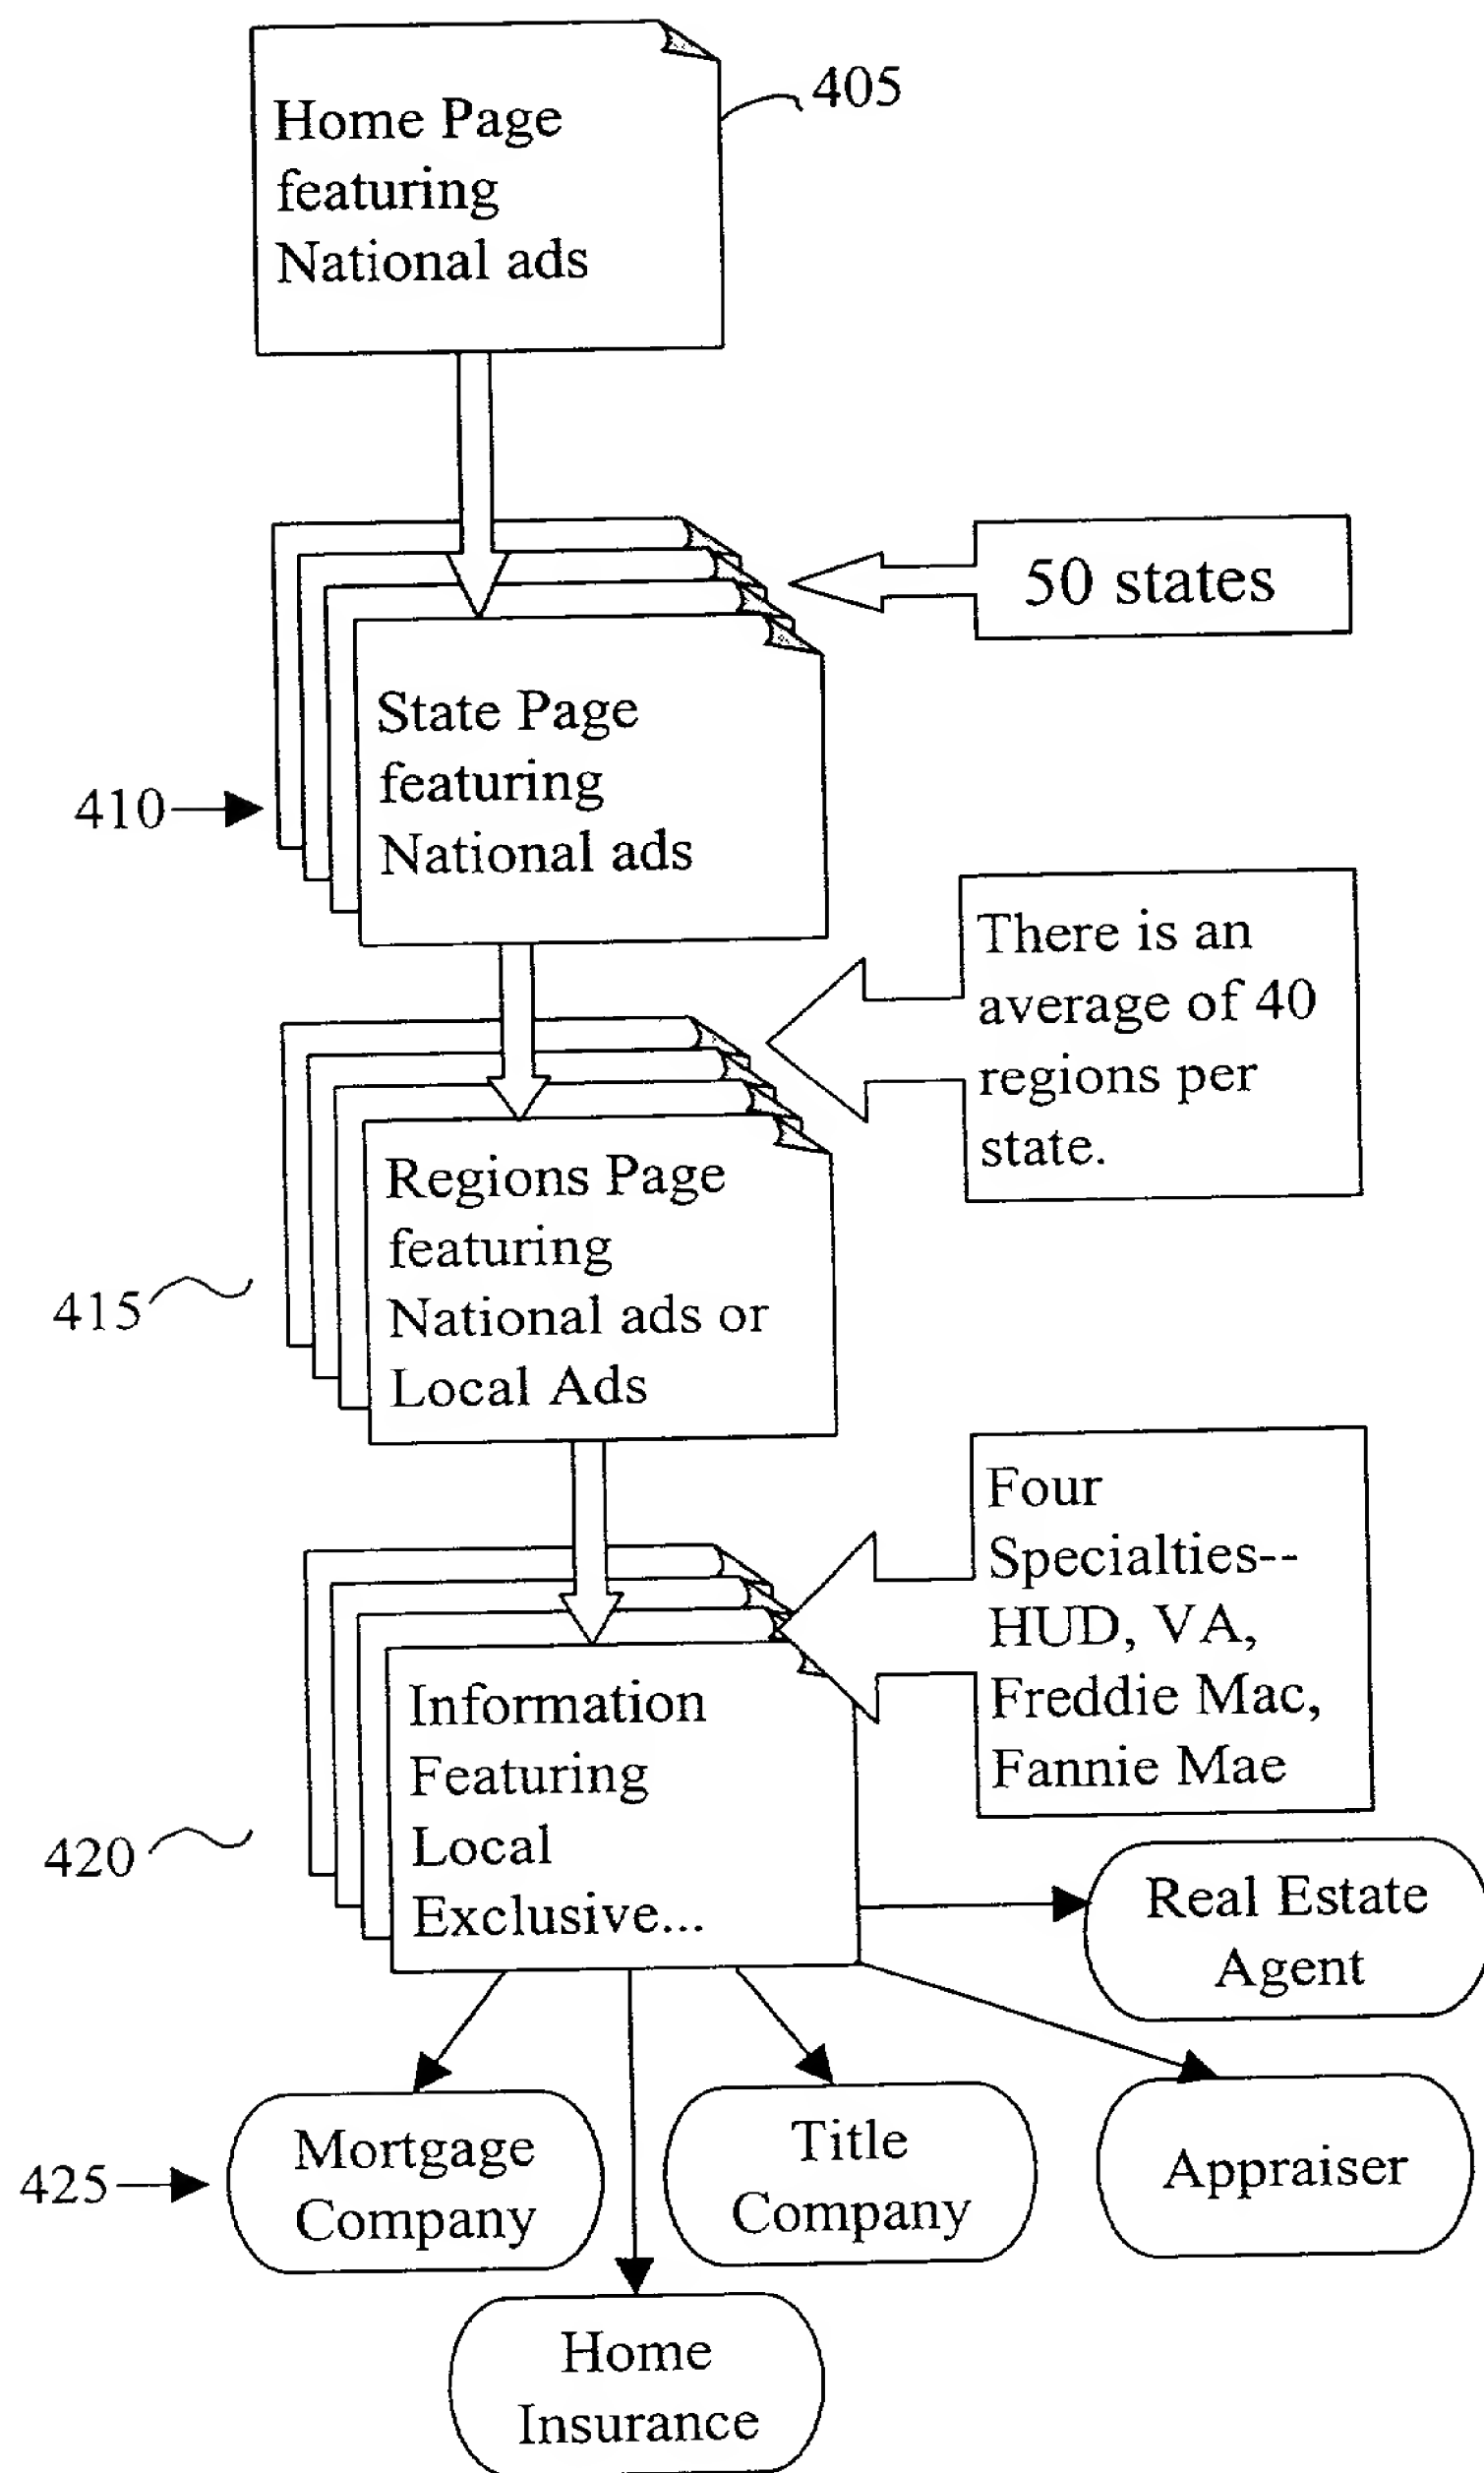 Home Page
featuring
National ads
405
50 states
State Page
featuring
National ads
410
There is an
average of 40
regions per
state.
Regions Page
featuring
National ads or
Local Ads
415
Four
Specialties--
HUD, VA,
Freddie Mac,
Fannie Mae
Information
Featuring
Local
Exclusive...
420
Real Estate
Agent
Mortgage
Company
425
Title
Company
Appraiser
Home
Insurance